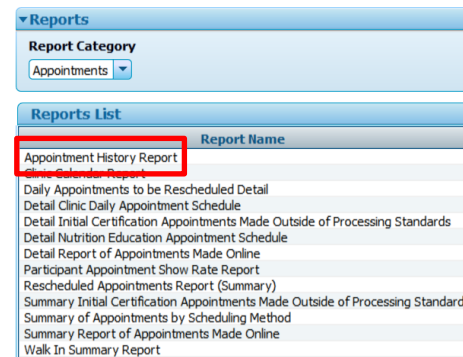 Reports
Report Category
Appointments
Reports List
Report Name
Appointment History Report
Clinic Calendar Report
Daily Appointments to be Rescheduled Detail
Detail Clinic Daily Appointment Schedule
Detail Initial Certification Appointments Made Outside of Processing Standards
Detail Nutrition Education Appointment Schedule
Detail Report of Appointments Made Online
Participant Appointment Show Rate Report
Rescheduled Appointments Report (Summary)
Summary Initial Certification Appointments Made Outside of Processing Standard
Summary of Appointments by Scheduling Method
Summary Report of Appointments Made Online
Walk In Summary Report